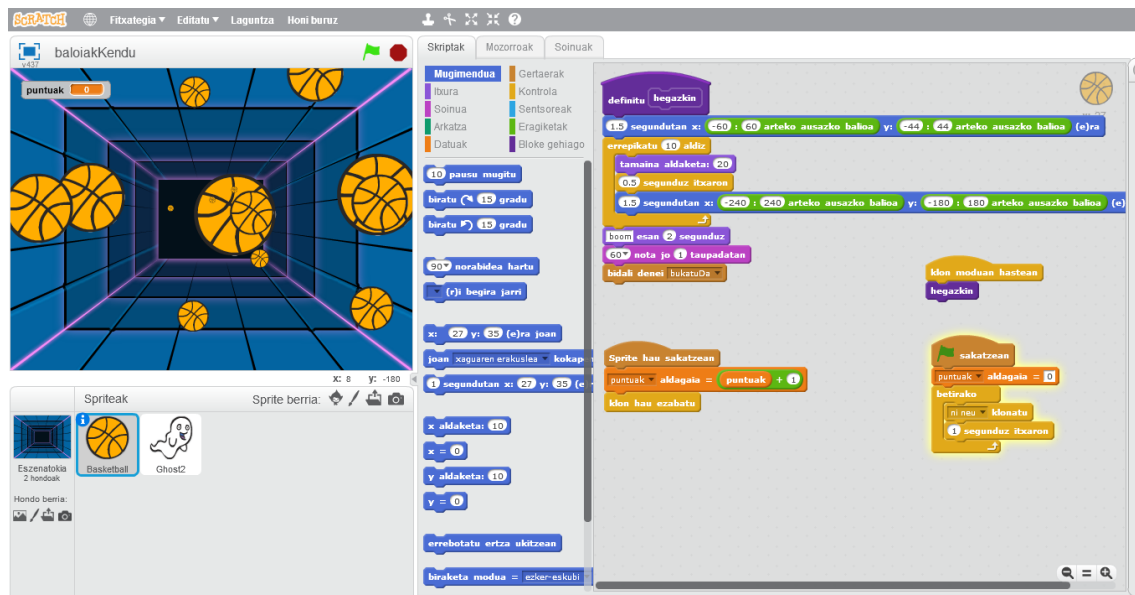 SCRATCH Fitxategia Editatu Laguntza Honi buruz
baloiakKendu
v437
puntuak 0
x: 8 y: -180
Spriteak Sprite berria:
Eszenatokia
2 hondoak
Hondo berria:
Basketball
Ghost2
Skriptak Mozorroak Soinuak
Mugimendua Gertaerak
Itxura Kontrola
Soinua Sentsoreak
Arkatza Eragiketak
Datuak Bloke gehiago
10 pausu mugitu
biratu 15 gradu
biratu 15 gradu
90 norabidea hartu
(r)i begira jarri
x: 27 y: 35 (e)ra joan
joan xaguaren erakuslea kokap
1 segundutan x: 27 y: 35 (e
x aldaketa: 10
x = 0
y aldaketa: 10
y = 0
errebotatu ertza ukitzean
biraketa modua = ezker-eskubi
definitu hegazkin
1.5 segundutan x: -60 : 60 arteko ausazko balioa y: -44 : 44 arteko ausazko balioa (e)ra
errepikatu 10 aldiz
tamaina aldaketa: 20
0.5 segunduz itxaron
1.5 segundutan x: -240 : 240 arteko ausazko balioa y: -180 : 180 arteko ausazko balioa (e)
boom esan 2 segunduz
60 nota jo 1 taupadatan
bidali denei bukatuDa
klon moduan hastean
hegazkin
Sprite hau sakatzean
puntuak aldagaia = puntuak + 1
klon hau ezabatu
sakatzean
puntuak aldagaia = 0
betirako
ni neu klonatu
1 segunduz itxaron